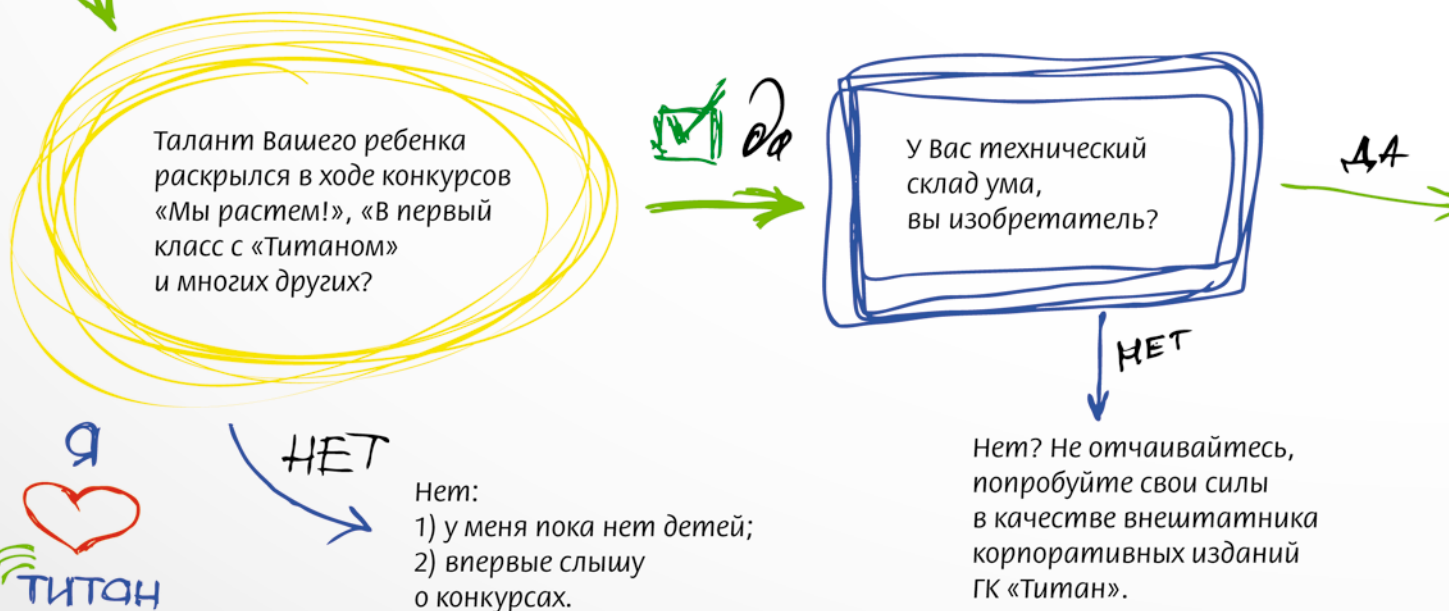 Талант Вашего ребенка
раскрылся в ходе конкурсов
«Мы растем!», «В первый
класс с «Титаном»
и многих других?
да
У Вас технический
склад ума,
вы изобретатель?
ДА
НЕТ
Нет? Не отчаивайтесь,
попробуйте свои силы
в качестве внештатника
корпоративных изданий
ГК «Титан».
НЕТ
Нет:
1) у меня пока нет детей;
2) впервые слышу
о конкурсах.
Я
ТИТАН